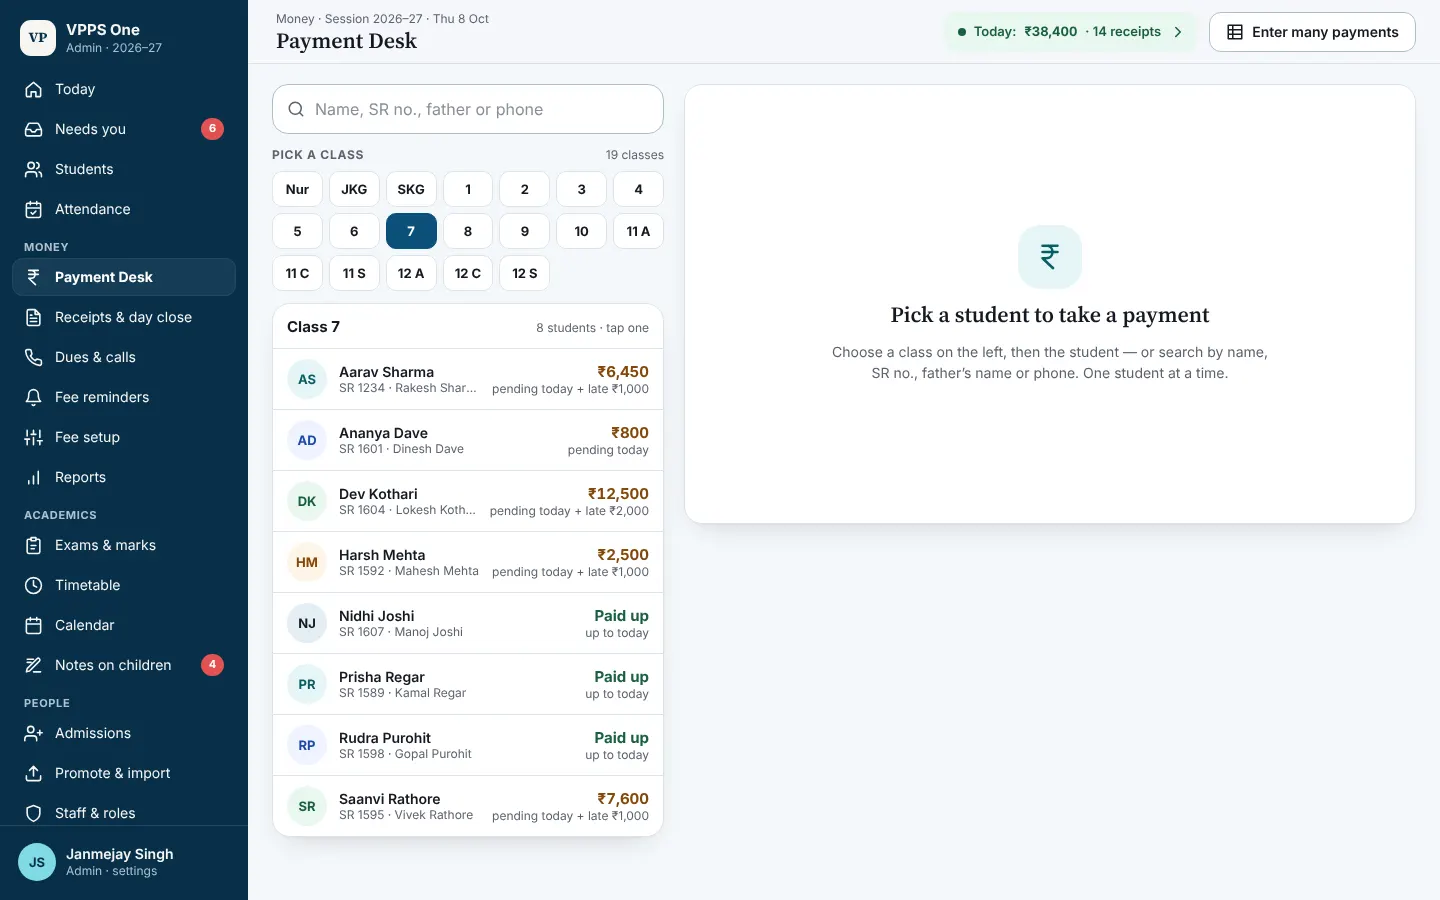 VP
VPPS One
Admin · 2026–27
Today
Needs you 6
Students
Attendance
MONEY
Payment Desk
Receipts & day close
Dues & calls
Fee reminders
Fee setup
Reports
ACADEMICS
Exams & marks
Timetable
Calendar
Notes on children 4
PEOPLE
Admissions
Promote & import
Staff & roles
JS
Janmejay Singh
Admin · settings
Money · Session 2026–27 · Thu 8 Oct
Payment Desk
Today: ₹38,400 · 14 receipts
Enter many payments
Name, SR no., father or phone
PICK A CLASS 19 classes
Nur JKG SKG 1 2 3 4
5 6 7 8 9 10 11 A
11 C 11 S 12 A 12 C 12 S
Class 7 8 students · tap one
AS
Aarav Sharma ₹6,450
SR 1234 · Rakesh Shar... pending today + late ₹1,000
AD
Ananya Dave ₹800
SR 1601 · Dinesh Dave pending today
DK
Dev Kothari ₹12,500
SR 1604 · Lokesh Koth... pending today + late ₹2,000
HM
Harsh Mehta ₹2,500
SR 1592 · Mahesh Mehta pending today + late ₹1,000
NJ
Nidhi Joshi Paid up
SR 1607 · Manoj Joshi up to today
PR
Prisha Regar Paid up
SR 1589 · Kamal Regar up to today
RP
Rudra Purohit Paid up
SR 1598 · Gopal Purohit up to today
SR
Saanvi Rathore ₹7,600
SR 1595 · Vivek Rathore pending today + late ₹1,000
₹
Pick a student to take a payment
Choose a class on the left, then the student — or search by name,
SR no., father’s name or phone. One student at a time.